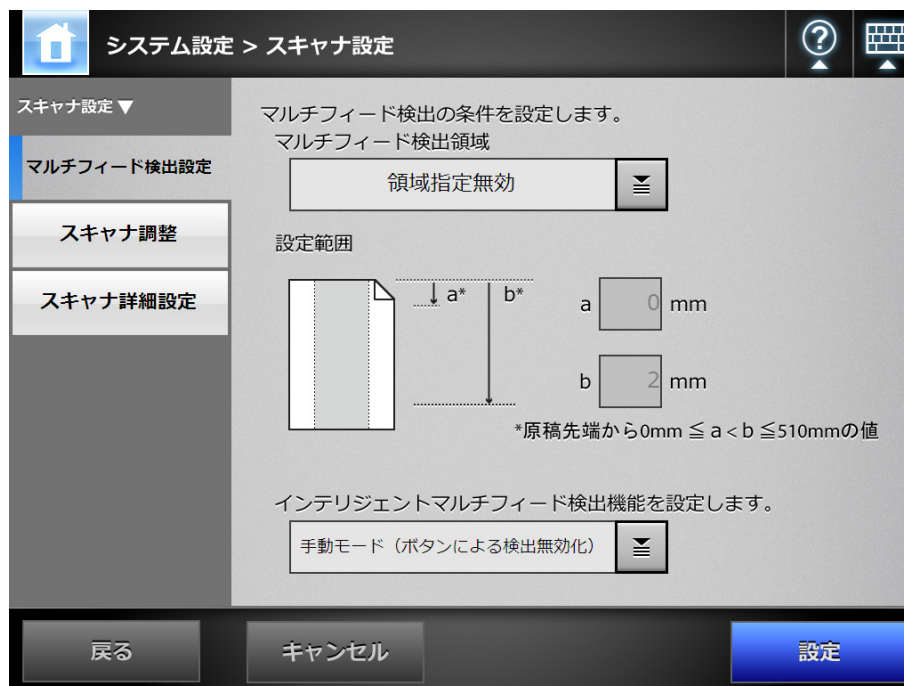 システム設定 > スキャナ設定
?
スキャナ設定▼
マルチフィード検出設定
スキャナ調整
スキャナ詳細設定
マルチフィード検出の条件を設定します。
マルチフィード検出領域
領域指定無効
設定範囲
a*
b*
a 0 mm
b 2 mm
*原稿先端から0mm ≦ a < b ≦510mmの値
インテリジェントマルチフィード検出機能を設定します。
手動モード（ボタンによる検出無効化）
戻る
キャンセル
設定